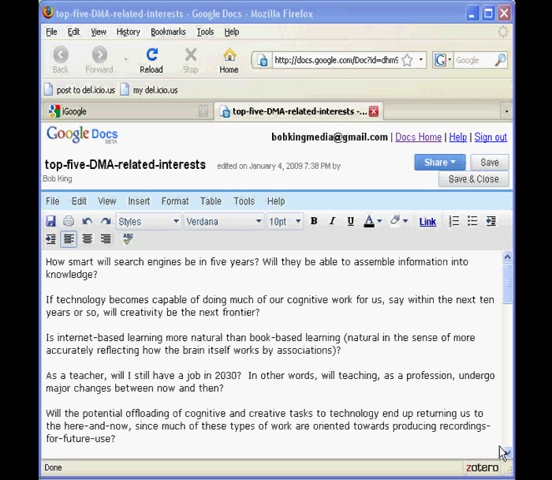 top-five-DMA-related-interests - Google Docs - Mozilla Firefox
File Edit View History Bookmarks Tools Help
Back Forward Reload Stop Home http://docs.google.com/Doc?id=dhm5 Google
post to del.icio.us my del.icio.us
iGoogle top-five-DMA-related-interests -...
Google Docs bobkingmedia@gmail.com | Docs Home | Help | Sign out
BETA
top-five-DMA-related-interests edited on January 4, 2009 7:38 PM by Share Save
Bob King Save & Close
File Edit View Insert Format Table Tools Help
Styles Verdana 10pt B I U A Link
How smart will search engines be in five years? Will they be able to assemble information into
knowledge?
If technology becomes capable of doing much of our cognitive work for us, say within the next ten
years or so, will creativity be the next frontier?
Is internet-based learning more natural than book-based learning (natural in the sense of more
accurately reflecting how the brain itself works by associations)?
As a teacher, will I still have a job in 2030? In other words, will teaching, as a profession, undergo
major changes between now and then?
Will the potential offloading of cognitive and creative tasks to technology end up returning us to
the here-and-now, since much of these types of work are oriented towards producing recordings-
for-future-use?
Done zotero